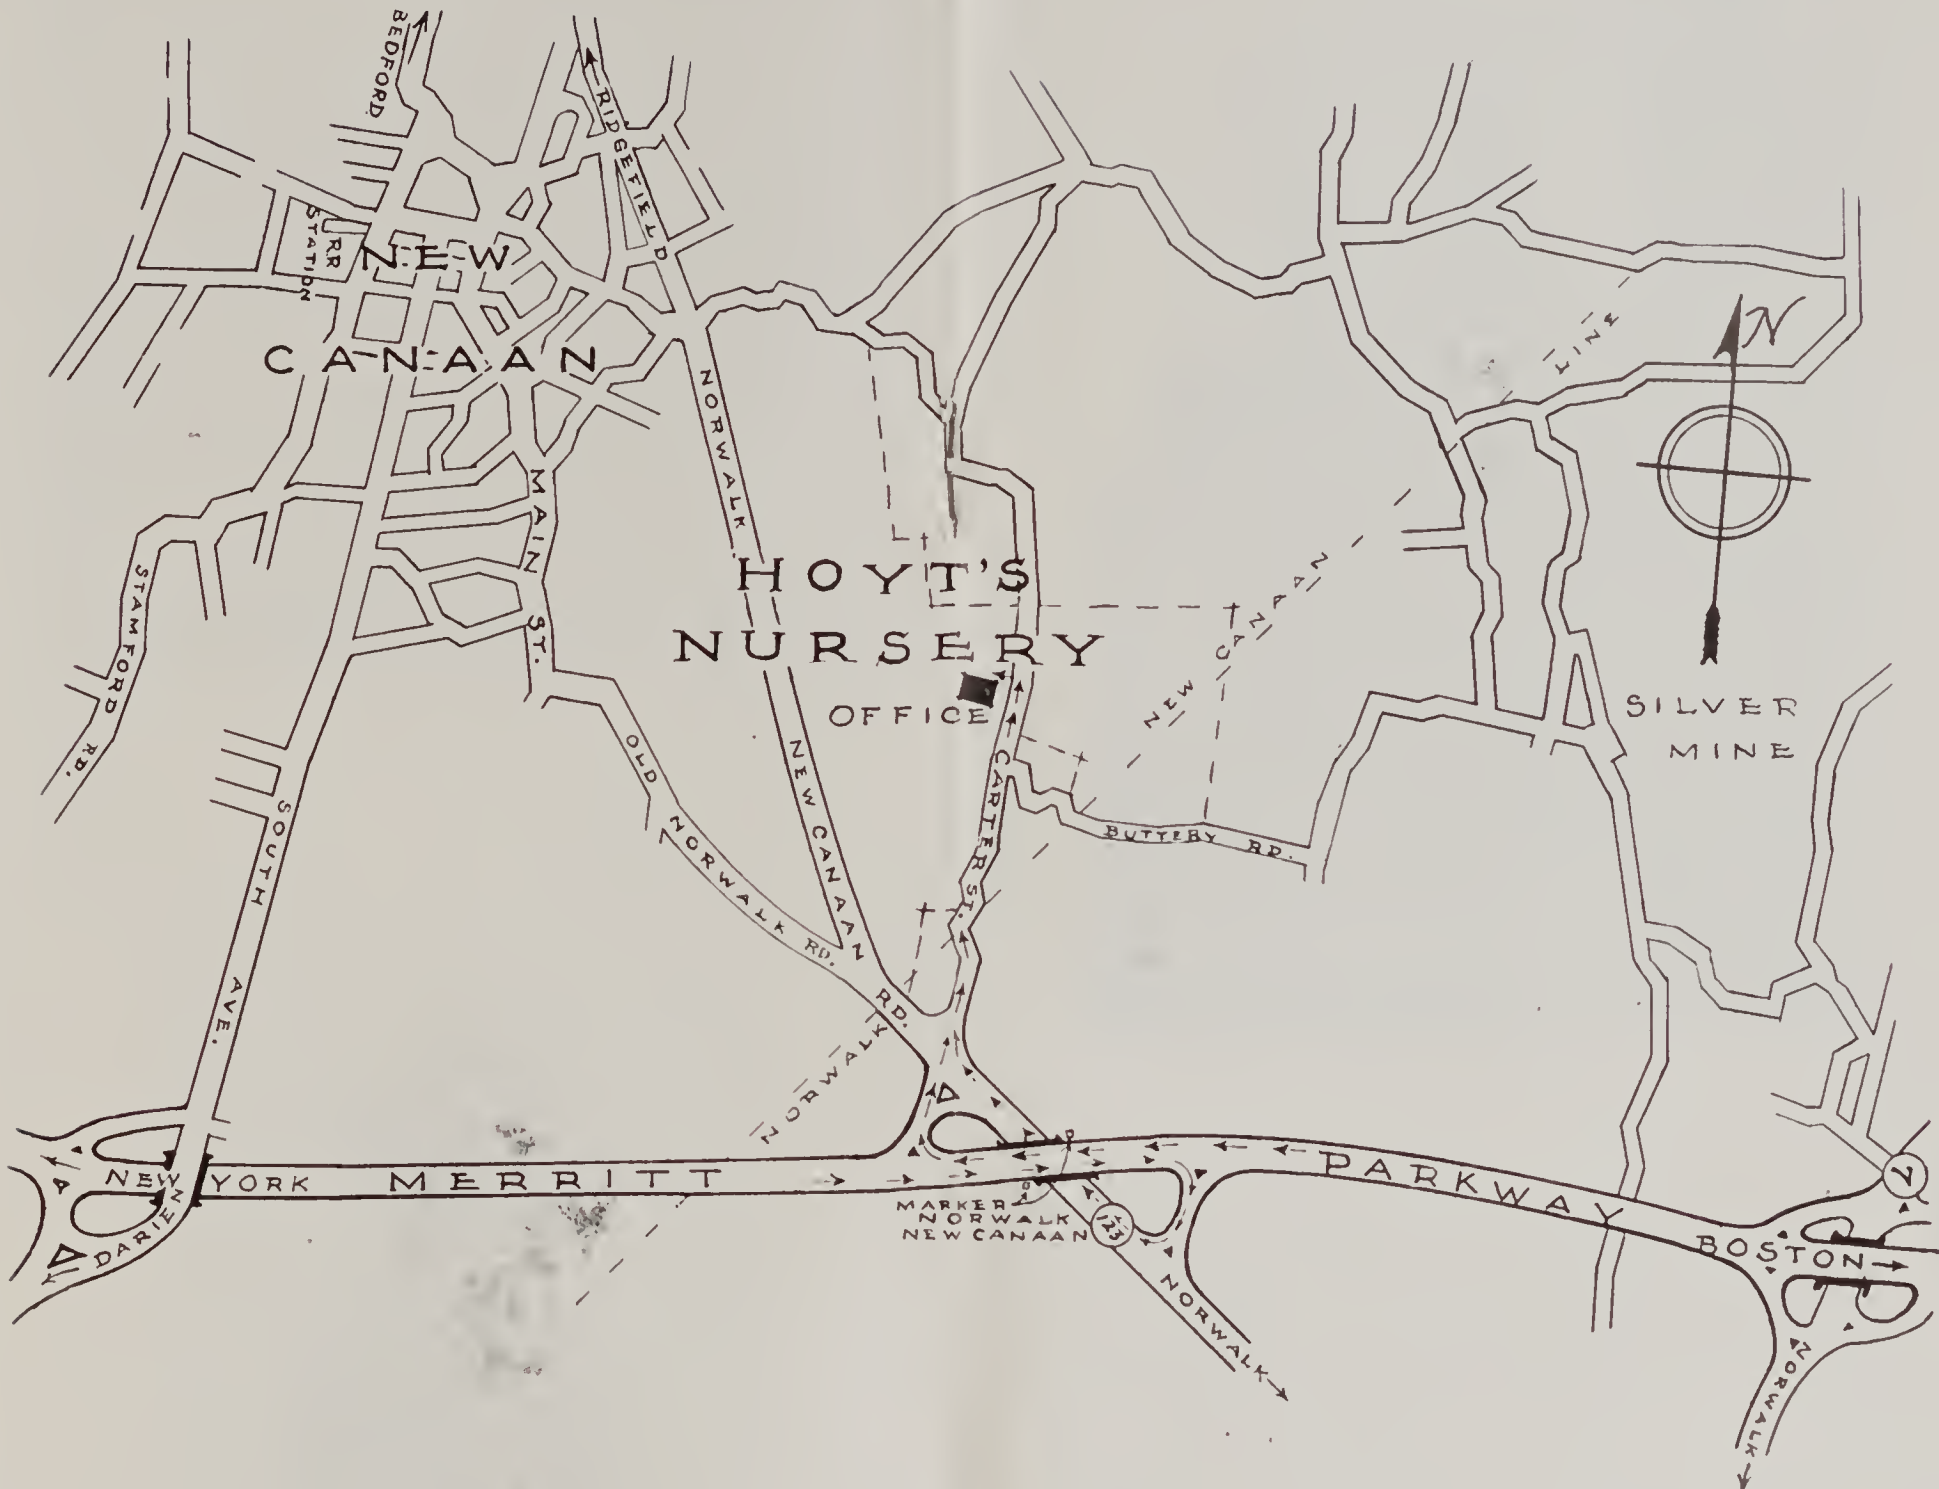 BEDFORD.
RIDGEFIELD
R.R
STATION
NEW
CANAAN
NORWALK
NEW CANAAN
RD.
MAIN
ST.
STAMFORD
RD.
HOYT'S
NURSERY
OFFICE
N
SILVER
MINE
LINE
NEW CANAAN
OLD
NORWALK RD.
CARTER ST.
BUTTERY RD.
SOUTH
AVE.
NORWALK
NEW YORK
MERRITT
PARKWAY
BOSTON
DARIEN
MARKER
NORWALK
NEW CANAAN
123
7
NORWALK
NORWALK